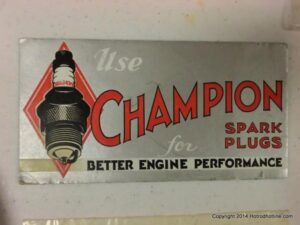 Use
CHAMPION
for
SPARK
PLUGS
BETTER ENGINE PERFORMANCE
Copyright 2014 Hotrodhotline.com